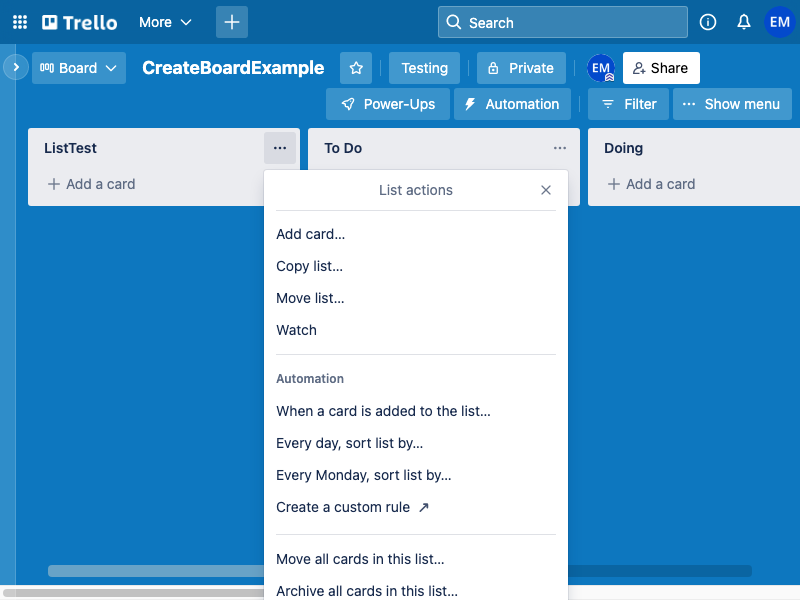 Trello More Search EM
Board CreateBoardExample Testing Private EM Share
Power-Ups Automation Filter Show menu
ListTest To Do Doing
Add a card Add a card
List actions
Add card...
Copy list...
Move list...
Watch
Automation
When a card is added to the list...
Every day, sort list by...
Every Monday, sort list by...
Create a custom rule
Move all cards in this list...
Archive all cards in this list...